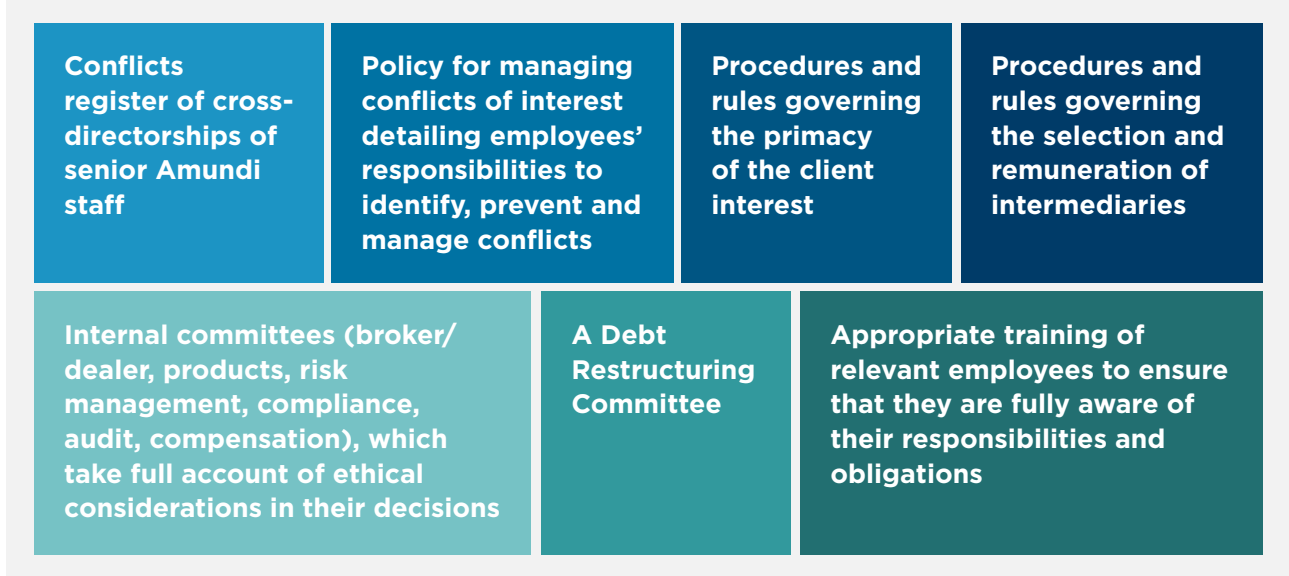 Conflicts
register of cross-
directorships of
senior Amundi
staff
Policy for managing
conflicts of interest
detailing employees’
responsibilities to
identify, prevent and
manage conflicts
Procedures and
rules governing
the primacy
of the client
interest
Procedures and
rules governing
the selection and
remuneration of
intermediaries
Internal committees (broker/
dealer, products, risk
management, compliance,
audit, compensation), which
take full account of ethical
considerations in their decisions
A Debt
Restructuring
Committee
Appropriate training of
relevant employees to ensure
that they are fully aware of
their responsibilities and
obligations